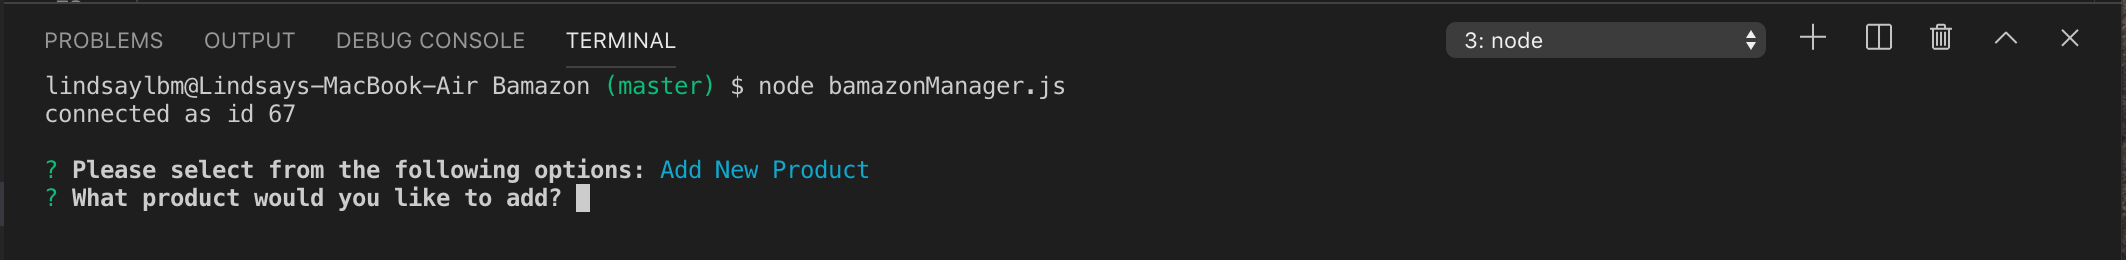 PROBLEMS OUTPUT DEBUG CONSOLE TERMINAL 3: node
lindsaylbm@Lindsays-MacBook-Air Bamazon (master) $ node bamazonManager.js
connected as id 67
? Please select from the following options: Add New Product
? What product would you like to add?